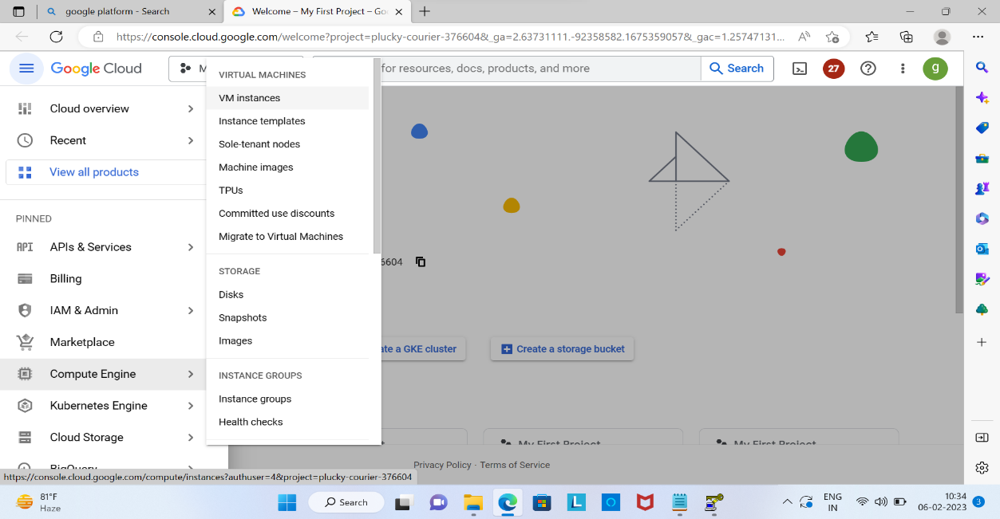 google platform - Search
Welcome – My First Project – Goo
https://console.cloud.google.com/welcome?project=plucky-courier-376604&_ga=2.63731111.-92358582.1675359057&_gac=1.25747131...
Google Cloud
M
for resources, docs, products, and more
Search
27
g
Cloud overview
Recent
View all products
PINNED
API APIs & Services
Billing
IAM & Admin
Marketplace
Compute Engine
Kubernetes Engine
Cloud Storage
BigQuery
VIRTUAL MACHINES
VM instances
Instance templates
Sole-tenant nodes
Machine images
TPUs
Committed use discounts
Migrate to Virtual Machines
STORAGE
Disks
Snapshots
Images
INSTANCE GROUPS
Instance groups
Health checks
6604
ate a GKE cluster
Create a storage bucket
t
My First Project
My First Project
Privacy Policy · Terms of Service
https://console.cloud.google.com/compute/instances?authuser=4&project=plucky-courier-376604
81°F
Haze
Search
L
ENG
IN
10:34
06-02-2023
3